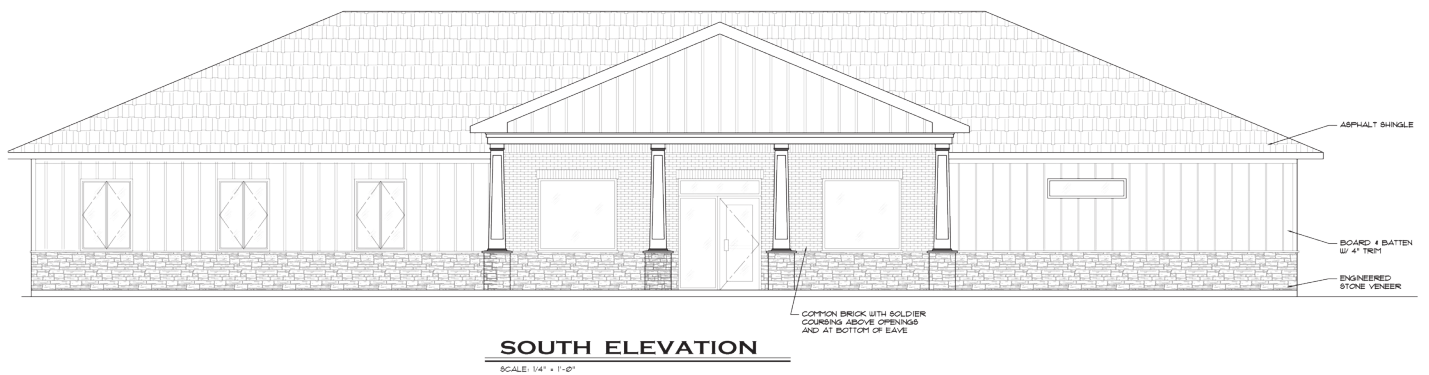 ASPHALT SHINGLE
BOARD & BATTEN
W/ 4" TRIM
ENGINEERED
STONE VENEER
COMMON BRICK WITH SOLDIER
COURSING ABOVE OPENINGS
AND AT BOTTOM OF EAVE
SOUTH ELEVATION
SCALE: 1/4" = 1'-0"